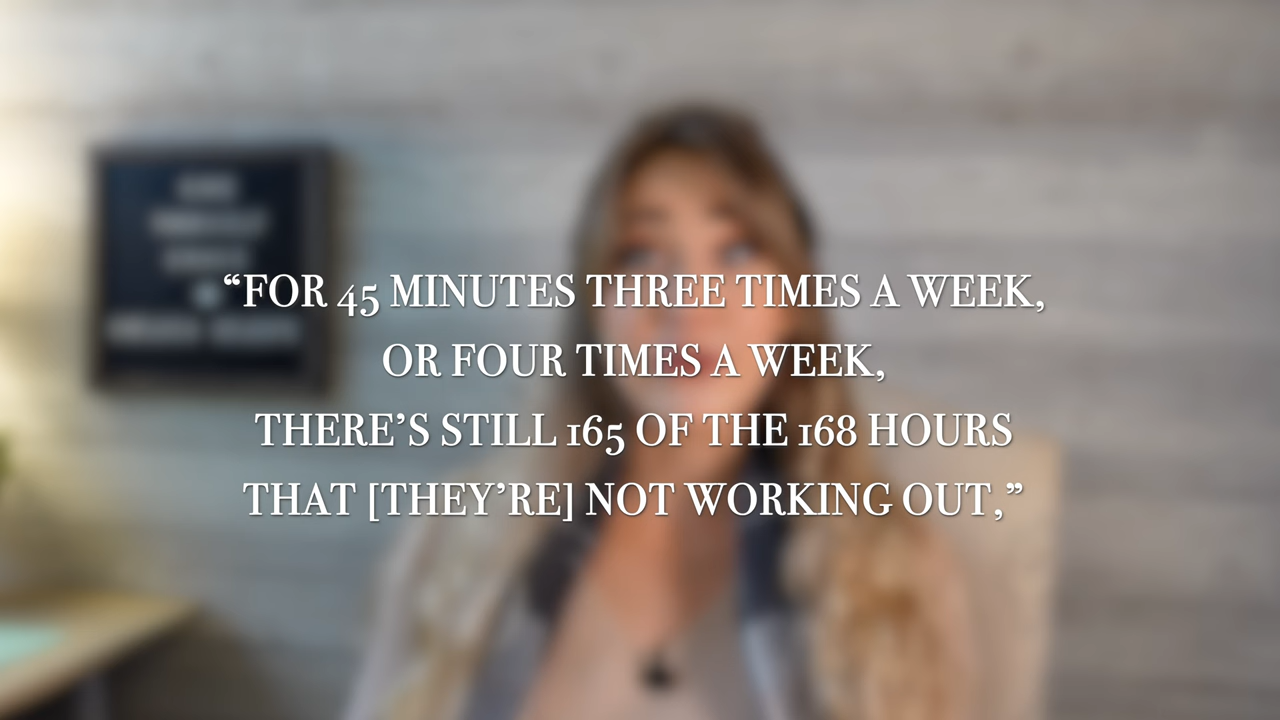 “FOR 45 MINUTES THREE TIMES A WEEK,
OR FOUR TIMES A WEEK,
THERE’S STILL 165 OF THE 168 HOURS
THAT [THEY’RE] NOT WORKING OUT,”